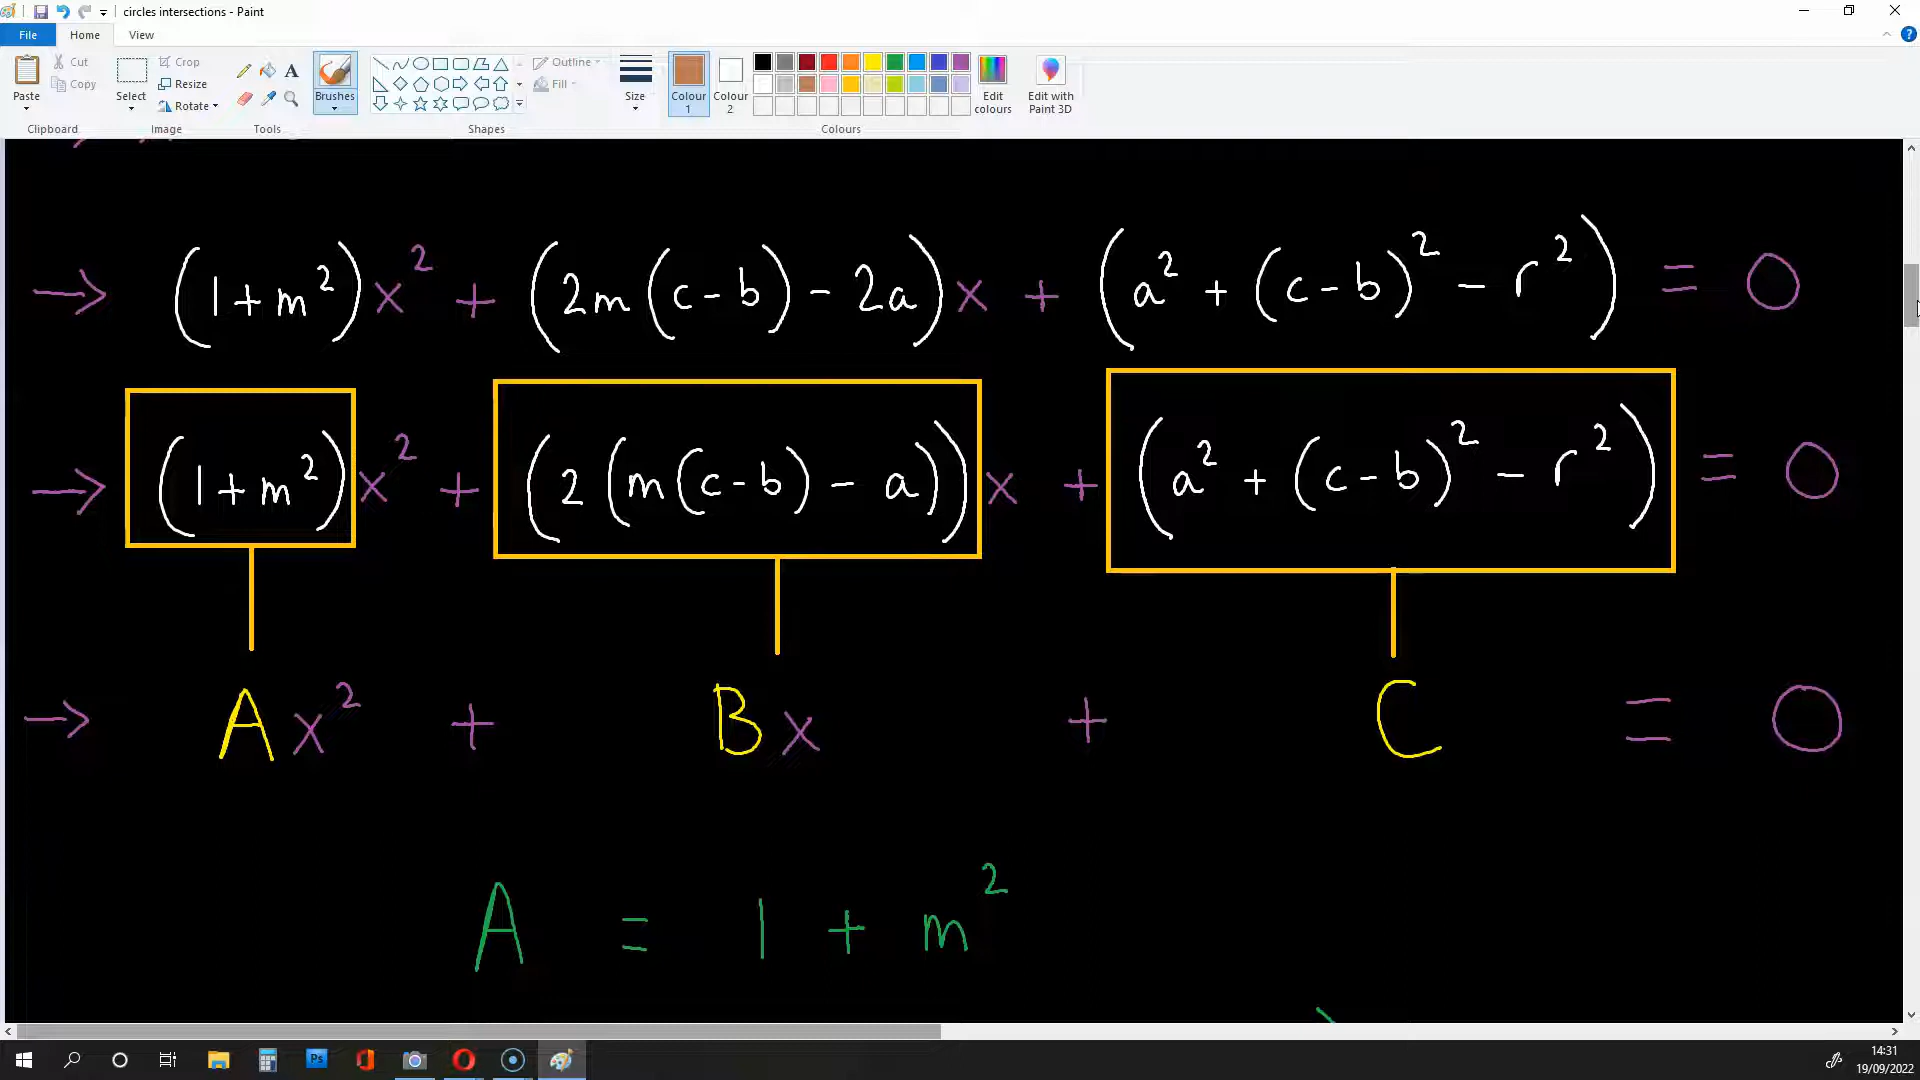 circles intersections - Paint
File Home View
Paste Cut Copy Select Crop Resize Rotate A Brushes Outline Fill Size Colour 1 Colour 2 Edit colours Edit with Paint 3D
Clipboard Image Tools Shapes Colours
→ (1+m²)x² + (2m(c-b) - 2a)x + (a² + (c-b)² - r²) = 0
→ (1+m²)x² + (2(m(c-b) - a))x + (a² + (c-b)² - r²) = 0
→ Ax² + Bx + C = 0
A = 1 + m²
Ps
14:31
19/09/2022